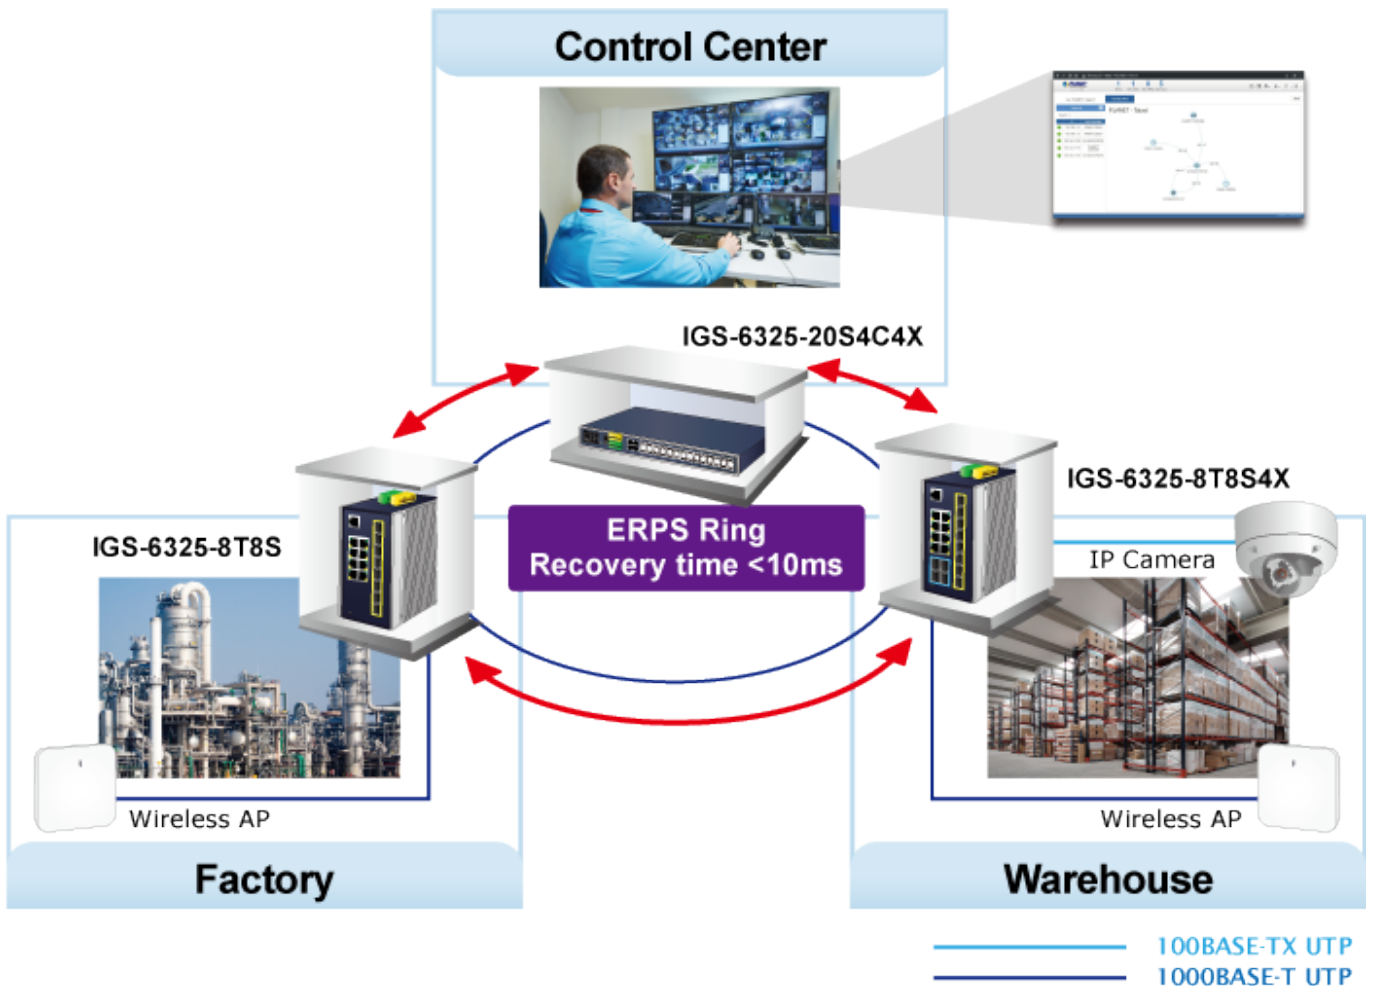 Control Center
IGS-6325-20S4C4X
IGS-6325-8T8S4X
IGS-6325-8T8S
ERPS Ring
Recovery time <10ms
IP Camera
Wireless AP
Wireless AP
Factory
Warehouse
100BASE-TX UTP
1000BASE-T UTP